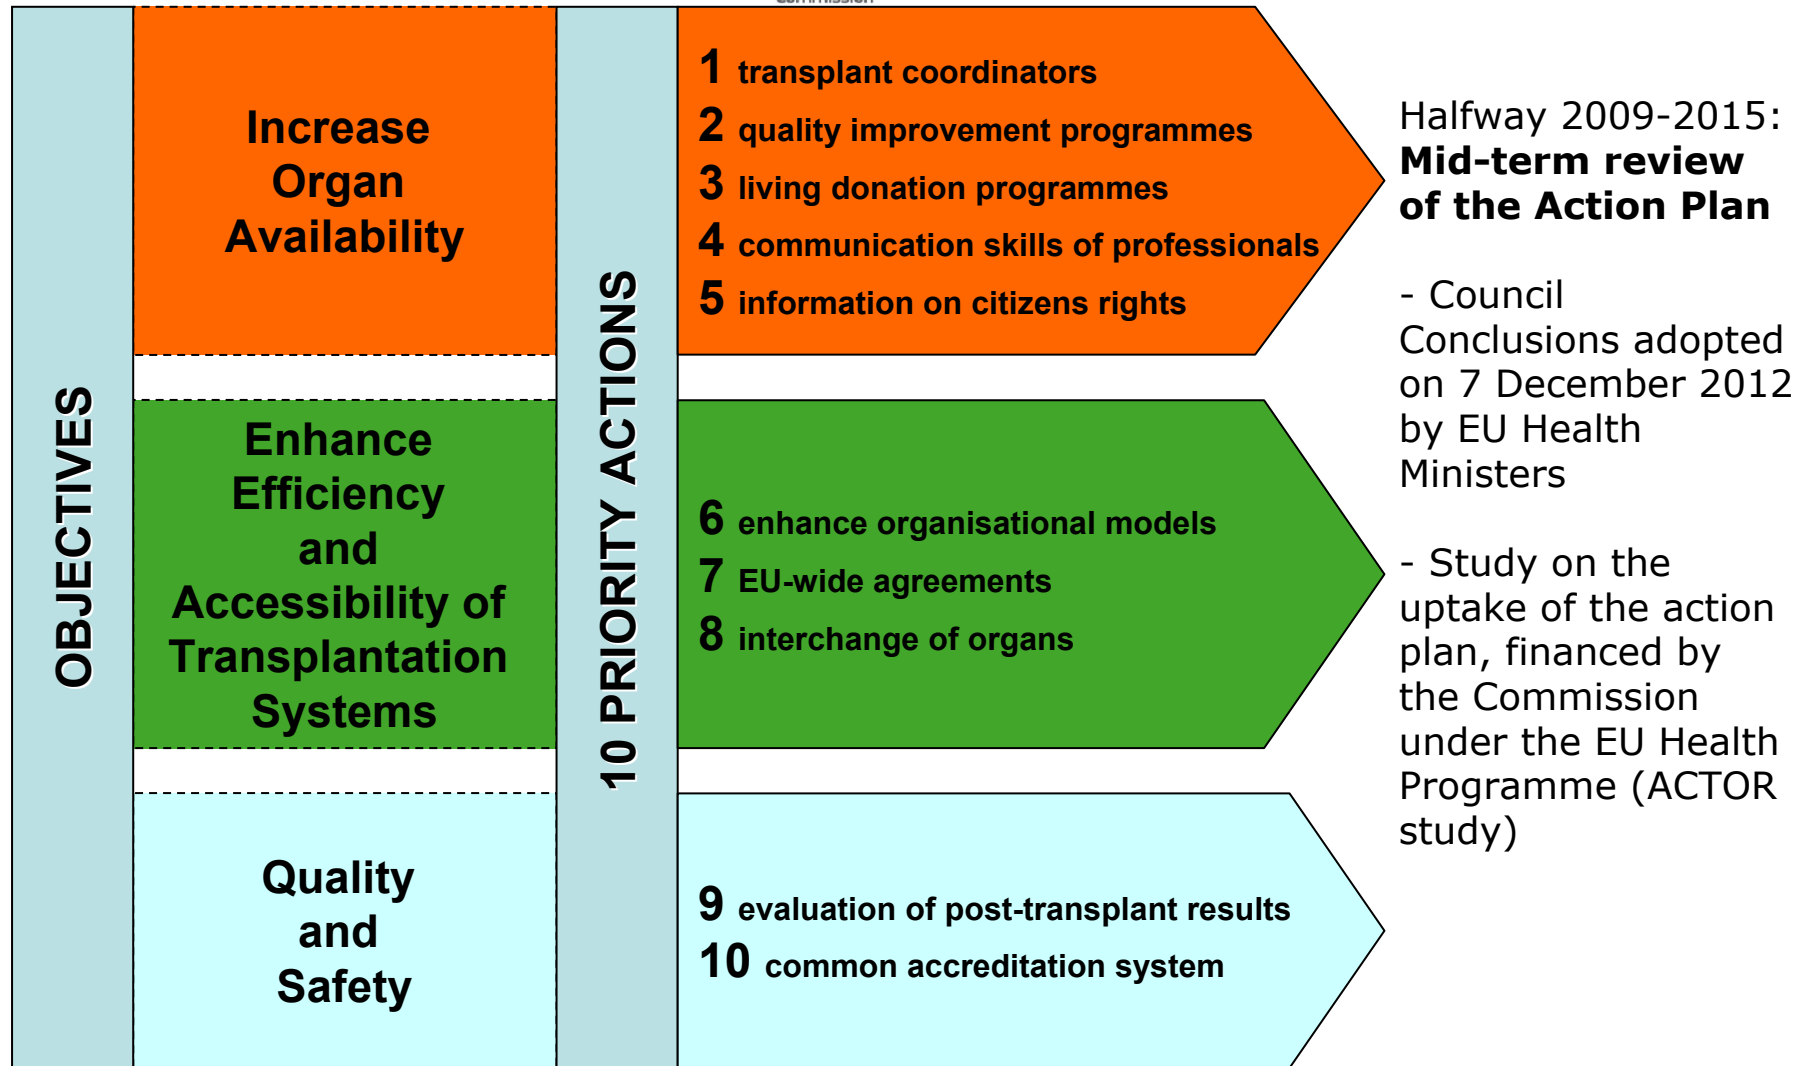 OBJECTIVES
Increase
Organ
Availability
Enhance
Efficiency
and
Accessibility of
Transplantation
Systems
Quality
and
Safety
10 PRIORITY ACTIONS
1 transplant coordinators
2 quality improvement programmes
3 living donation programmes
4 communication skills of professionals
5 information on citizens rights
6 enhance organisational models
7 EU-wide agreements
8 interchange of organs
9 evaluation of post-transplant results
10 common accreditation system
Halfway 2009-2015:
Mid-term review
of the Action Plan
- Council
Conclusions adopted
on 7 December 2012
by EU Health
Ministers
- Study on the
uptake of the action
plan, financed by
the Commission
under the EU Health
Programme (ACTOR
study)